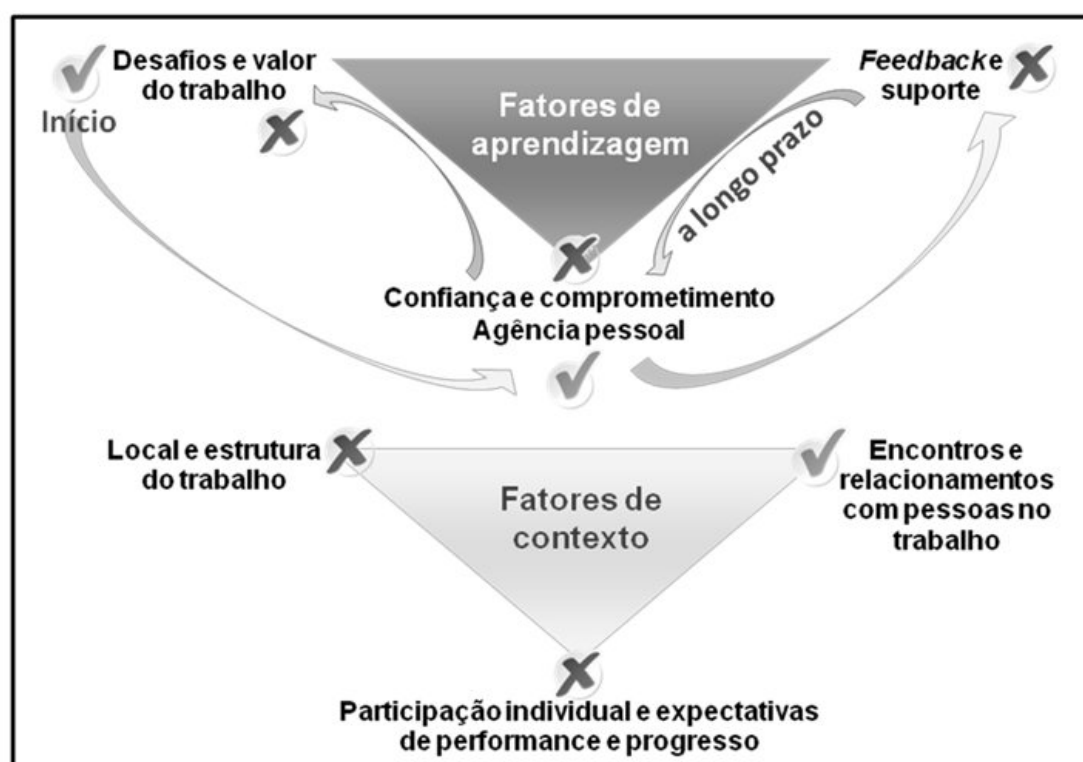 Desafios e valor
do trabalho
Início
Fatores de
aprendizagem
Feedback e
suporte
a longo prazo
Confiança e comprometimento
Agência pessoal
Local e estrutura
do trabalho
Fatores de
contexto
Encontros e
relacionamentos
com pessoas no
trabalho
Participação individual e expectativas
de performance e progresso